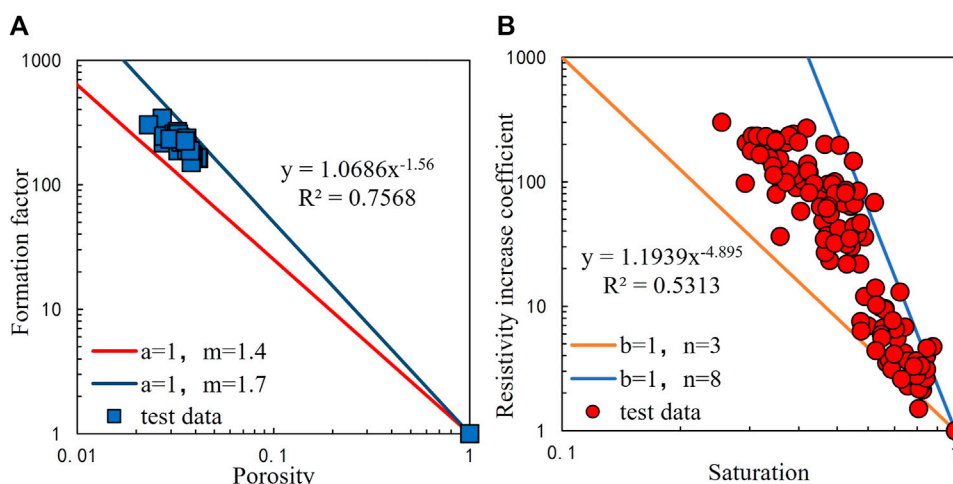 A
1000
100
10
1
0.01
0.1
1
Formation factor
Porosity
y = 1.0686x^-1.56
R² = 0.7568
a=1, m=1.4
a=1, m=1.7
test data
B
1000
100
10
1
0.1
1
Resistivity increase coefficient
Saturation
y = 1.1939x^-4.895
R² = 0.5313
b=1, n=3
b=1, n=8
test data